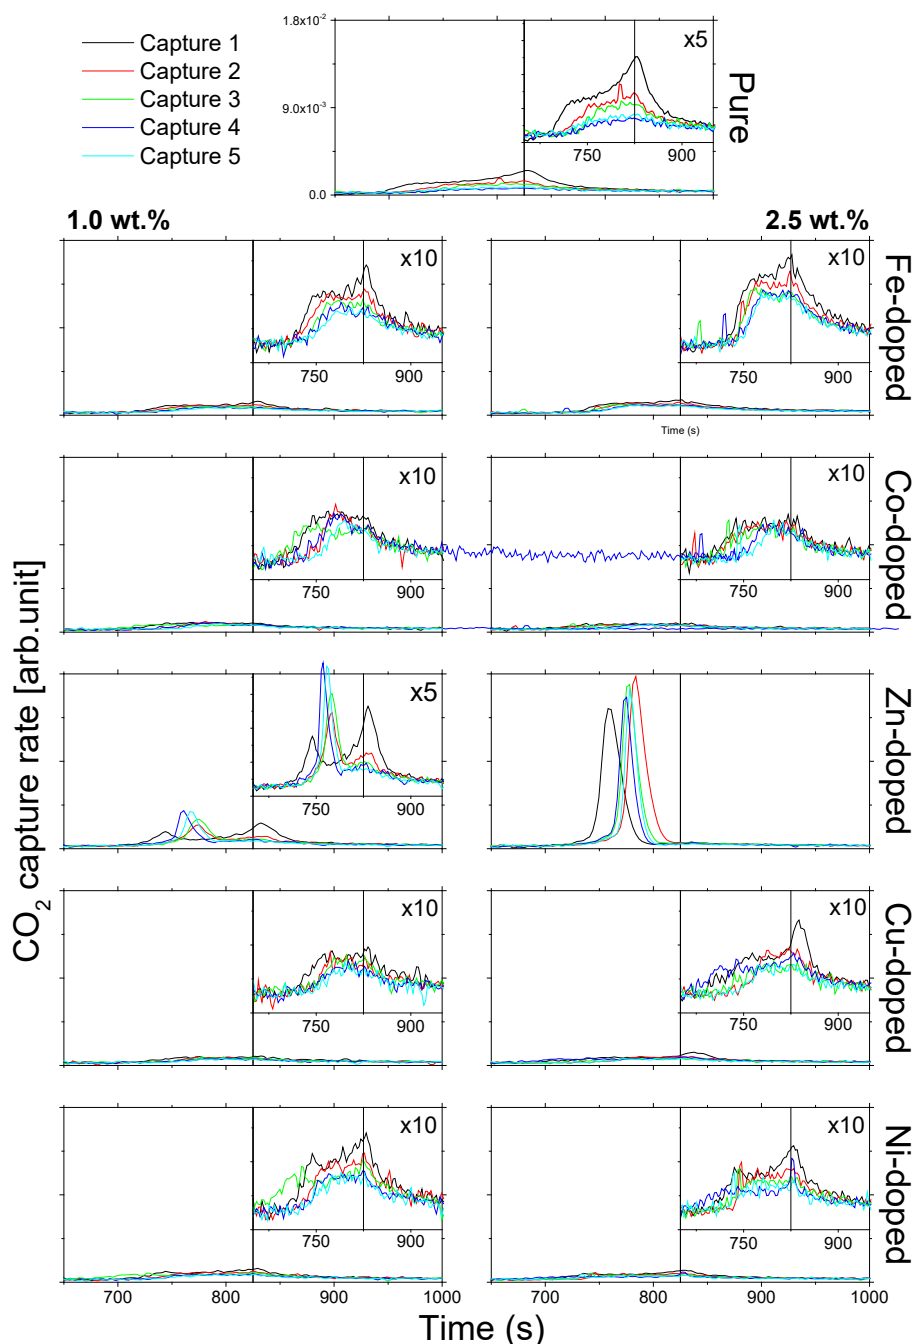 Capture 1
Capture 2
Capture 3
Capture 4
Capture 5
1.8x10⁻²
9.0x10⁻³
0.0
x5
750 900
Pure
1.0 wt.%
2.5 wt.%
x10
750 900
x10
750 900
Fe-doped
Time (s)
x10
750 900
x10
750 900
Co-doped
x5
750 900
Zn-doped
x10
750 900
x10
750 900
Cu-doped
x10
750 900
x10
750 900
Ni-doped
CO₂ capture rate [arb.unit]
700 800 900 1000
700 800 900 1000
Time (s)